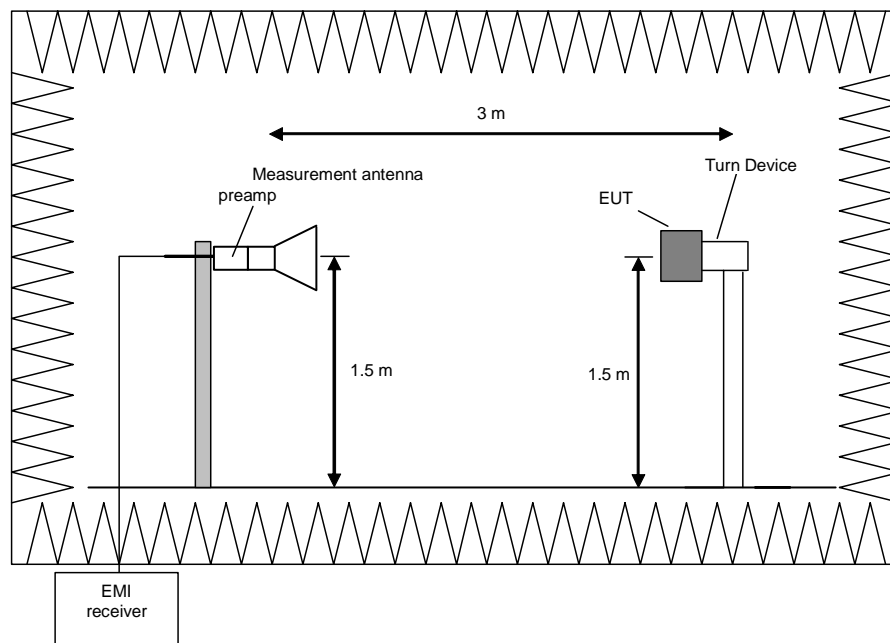 3 m
Measurement antenna
preamp
Turn Device
EUT
1.5 m
1.5 m
EMI
receiver